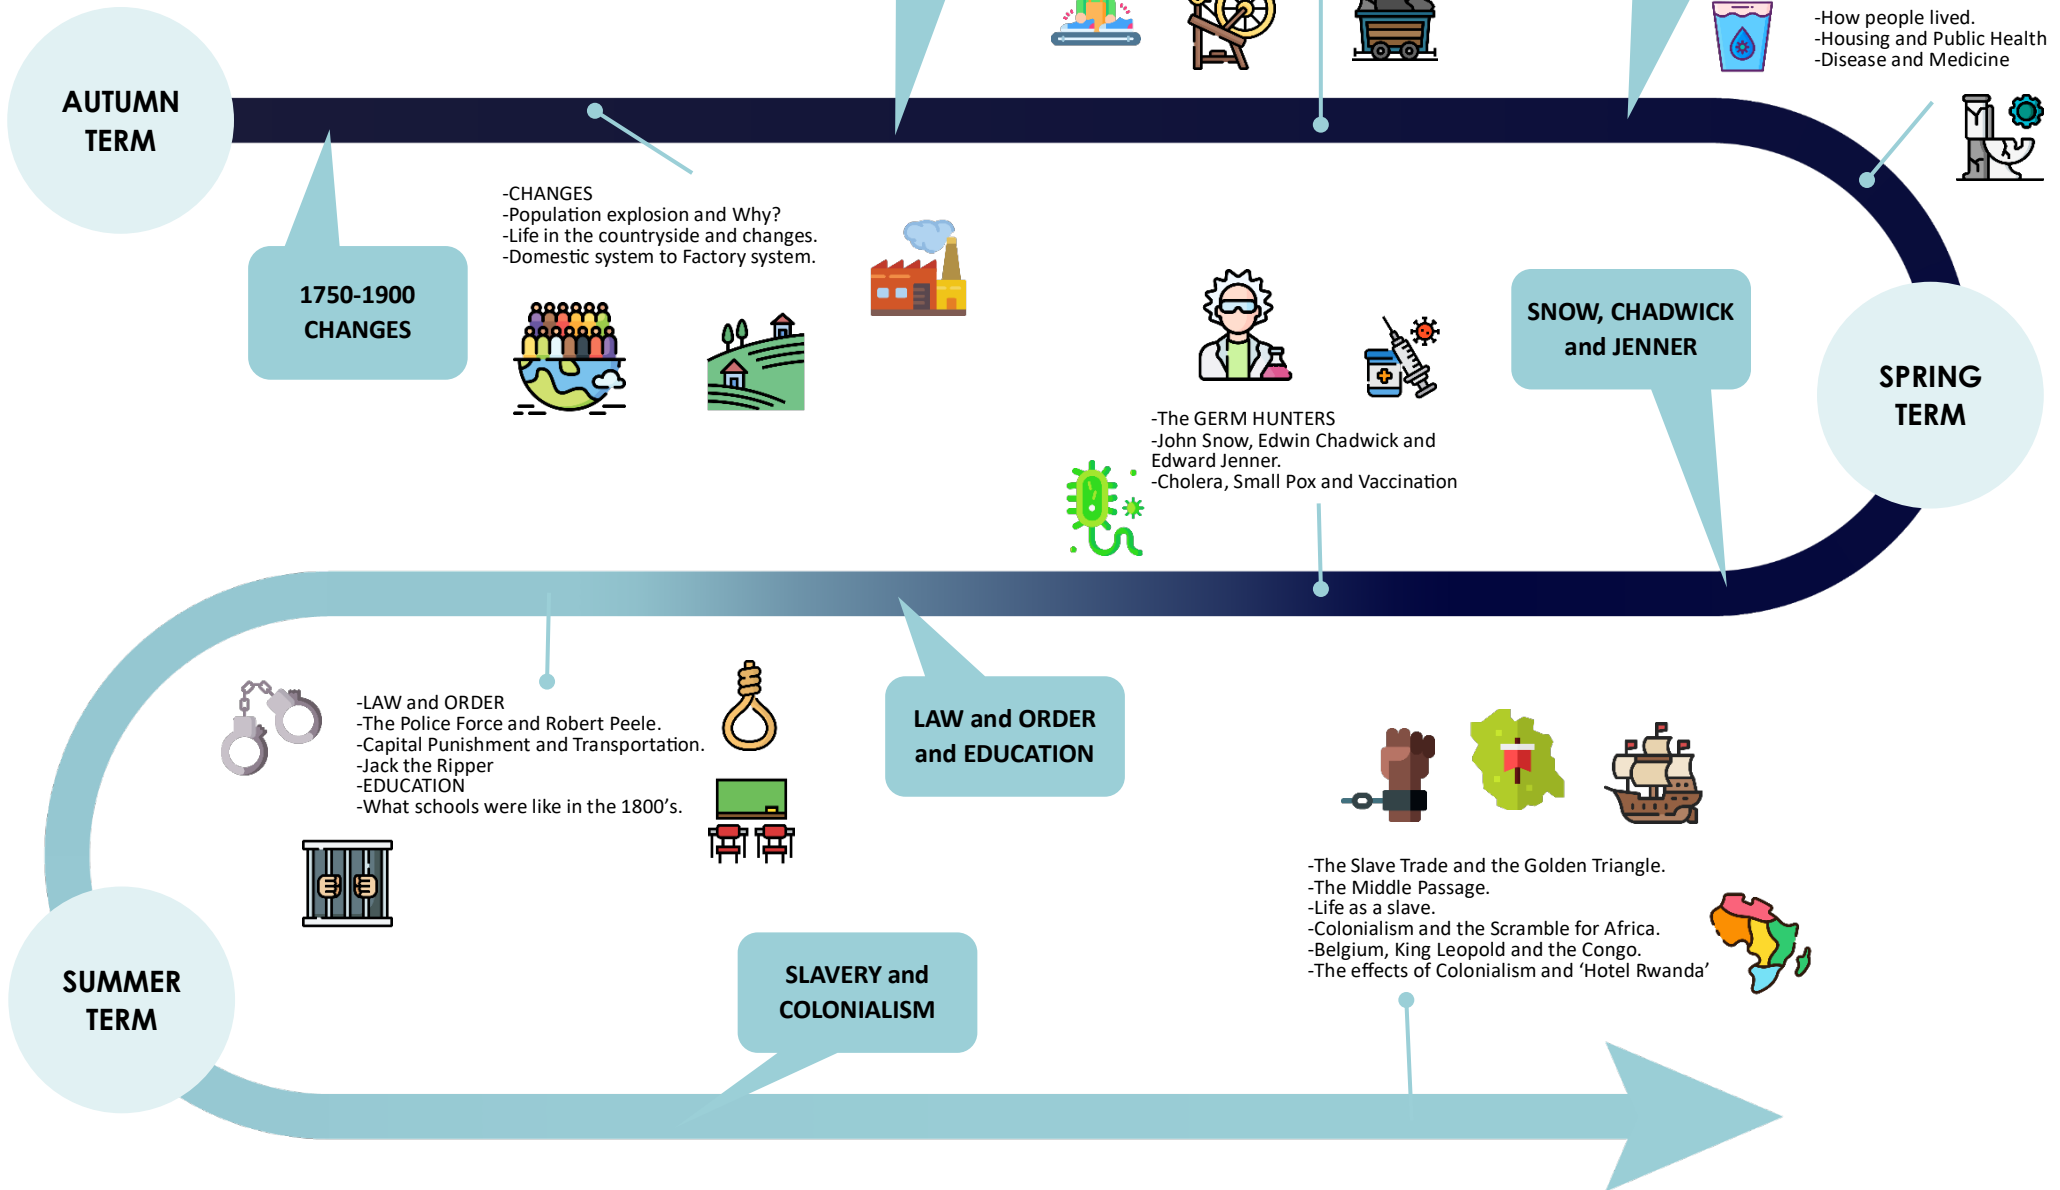 -How people lived.
-Housing and Public Health
-Disease and Medicine
AUTUMN
TERM
-CHANGES
-Population explosion and Why?
-Life in the countryside and changes.
-Domestic system to Factory system.
1750-1900
CHANGES
SNOW, CHADWICK
and JENNER
SPRING
TERM
-The GERM HUNTERS
-John Snow, Edwin Chadwick and
Edward Jenner.
-Cholera, Small Pox and Vaccination
-LAW and ORDER
-The Police Force and Robert Peele.
-Capital Punishment and Transportation.
-Jack the Ripper
-EDUCATION
-What schools were like in the 1800’s.
LAW and ORDER
and EDUCATION
-The Slave Trade and the Golden Triangle.
-The Middle Passage.
-Life as a slave.
-Colonialism and the Scramble for Africa.
-Belgium, King Leopold and the Congo.
-The effects of Colonialism and ‘Hotel Rwanda’
SUMMER
TERM
SLAVERY and
COLONIALISM